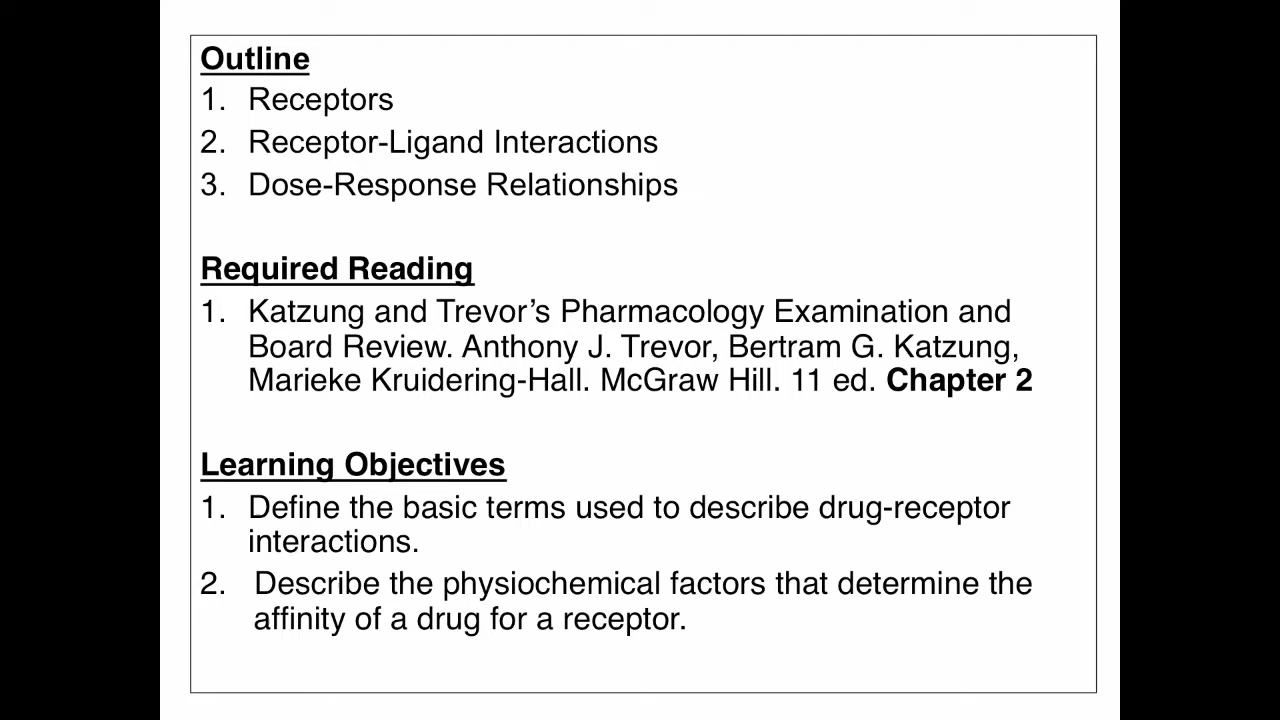 Outline
1. Receptors
2. Receptor-Ligand Interactions
3. Dose-Response Relationships
Required Reading
1. Katzung and Trevor’s Pharmacology Examination and
Board Review. Anthony J. Trevor, Bertram G. Katzung,
Marieke Kruidering-Hall. McGraw Hill. 11 ed. Chapter 2
Learning Objectives
1. Define the basic terms used to describe drug-receptor
interactions.
2. Describe the physiochemical factors that determine the
affinity of a drug for a receptor.